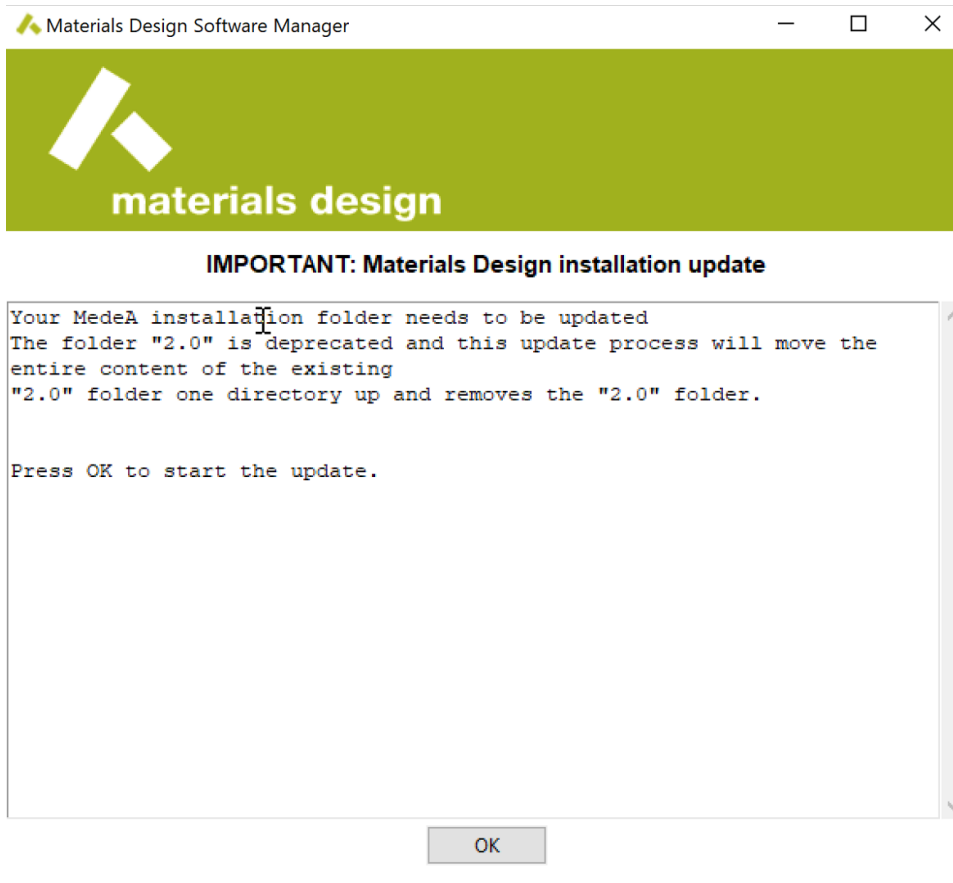 Materials Design Software Manager
materials design
IMPORTANT: Materials Design installation update
Your MedeA installation folder needs to be updated
The folder "2.0" is deprecated and this update process will move the
entire content of the existing
"2.0" folder one directory up and removes the "2.0" folder.
Press OK to start the update.
OK